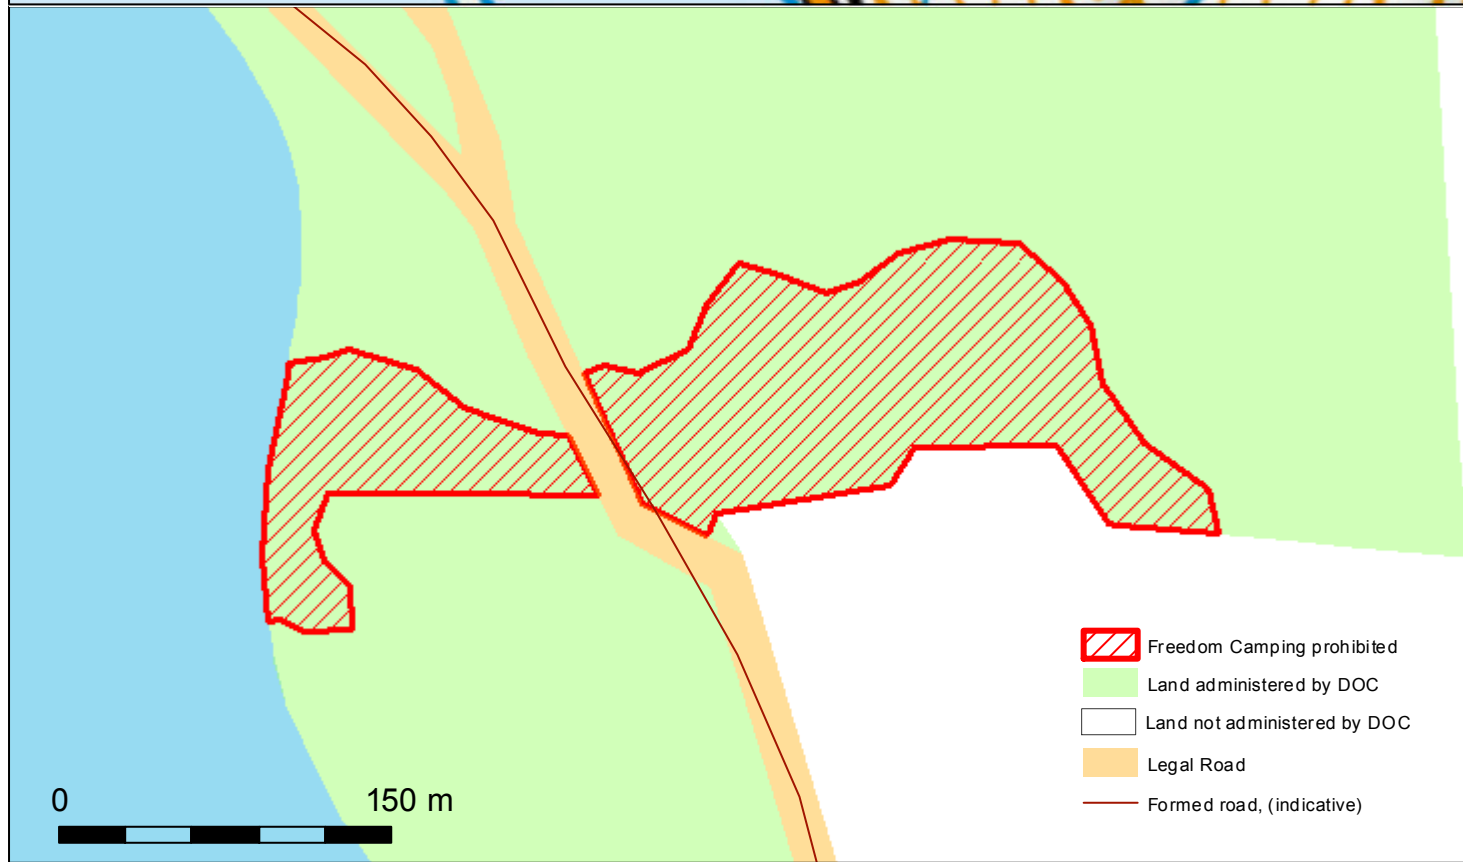 Freedom Camping prohibited
Land administered by DOC
Land not administered by DOC
Legal Road
Formed road, (indicative)
0 150 m